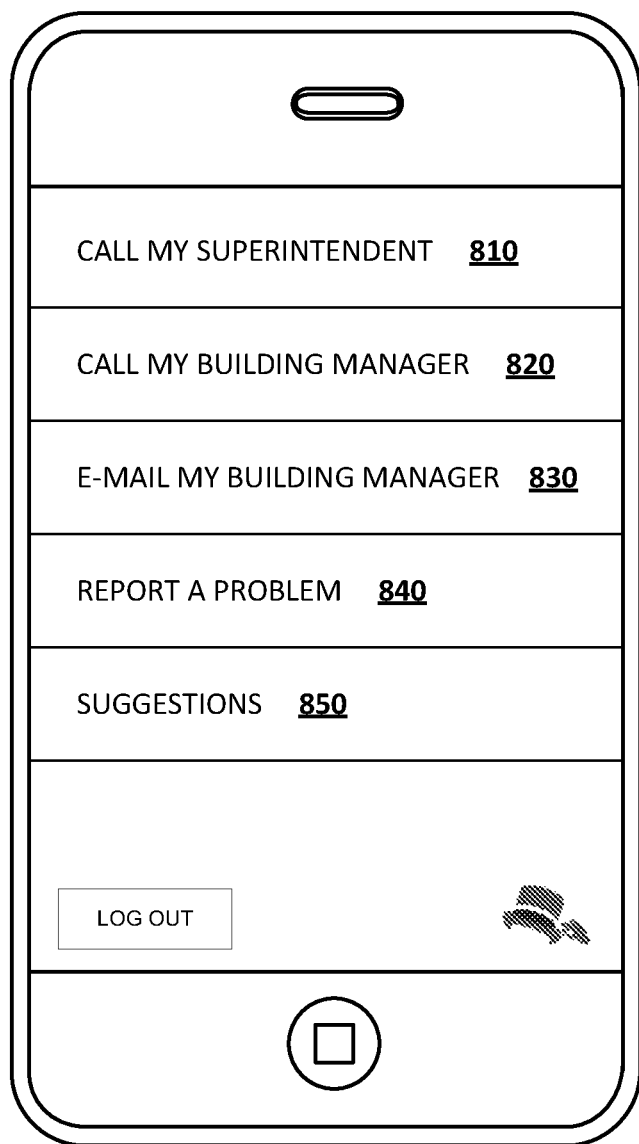 CALL MY SUPERINTENDENT 810
CALL MY BUILDING MANAGER 820
E-MAIL MY BUILDING MANAGER 830
REPORT A PROBLEM 840
SUGGESTIONS 850
LOG OUT